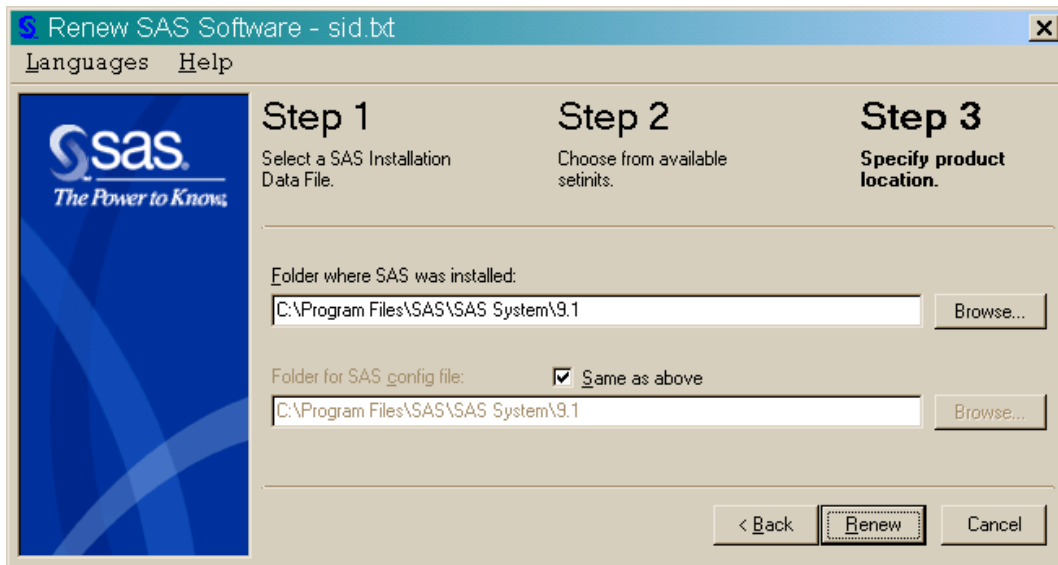 Renew SAS Software - sid.txt
Languages Help
sas.
The Power to Know.
Step 1
Select a SAS Installation
Data File.
Step 2
Choose from available
setinits.
Step 3
Specify product
location.
Folder where SAS was installed:
C:\Program Files\SAS\SAS System\9.1
Browse...
Folder for SAS config file:
Same as above
C:\Program Files\SAS\SAS System\9.1
Browse...
< Back
Renew
Cancel